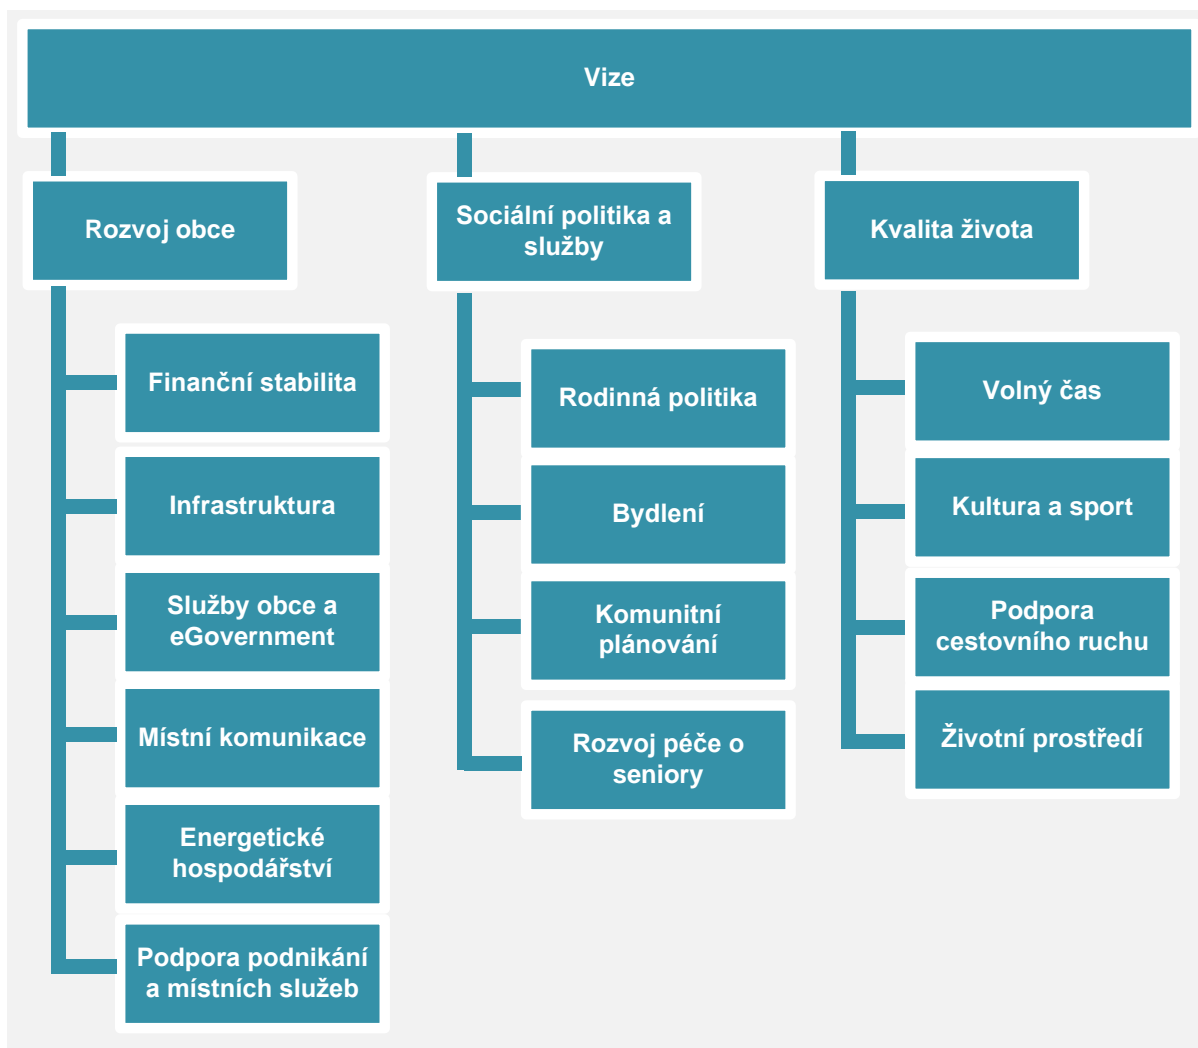 Vize
Rozvoj obce
Finanční stabilita
Infrastruktura
Služby obce a
eGovernment
Místní komunikace
Energetické
hospodářství
Podpora podnikání
a místních služeb
Sociální politika a
služby
Rodinná politika
Bydlení
Komunitní
plánování
Rozvoj péče o
seniory
Kvalita života
Volný čas
Kultura a sport
Podpora
cestovního ruchu
Životní prostředí